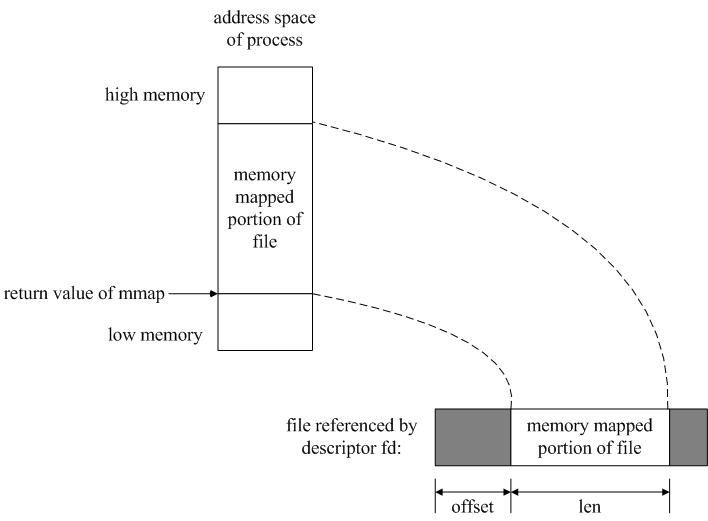 address space
of process
high memory
memory
mapped
portion of
file
return value of mmap
low memory
file referenced by
descriptor fd:
memory mapped
portion of file
offset
len